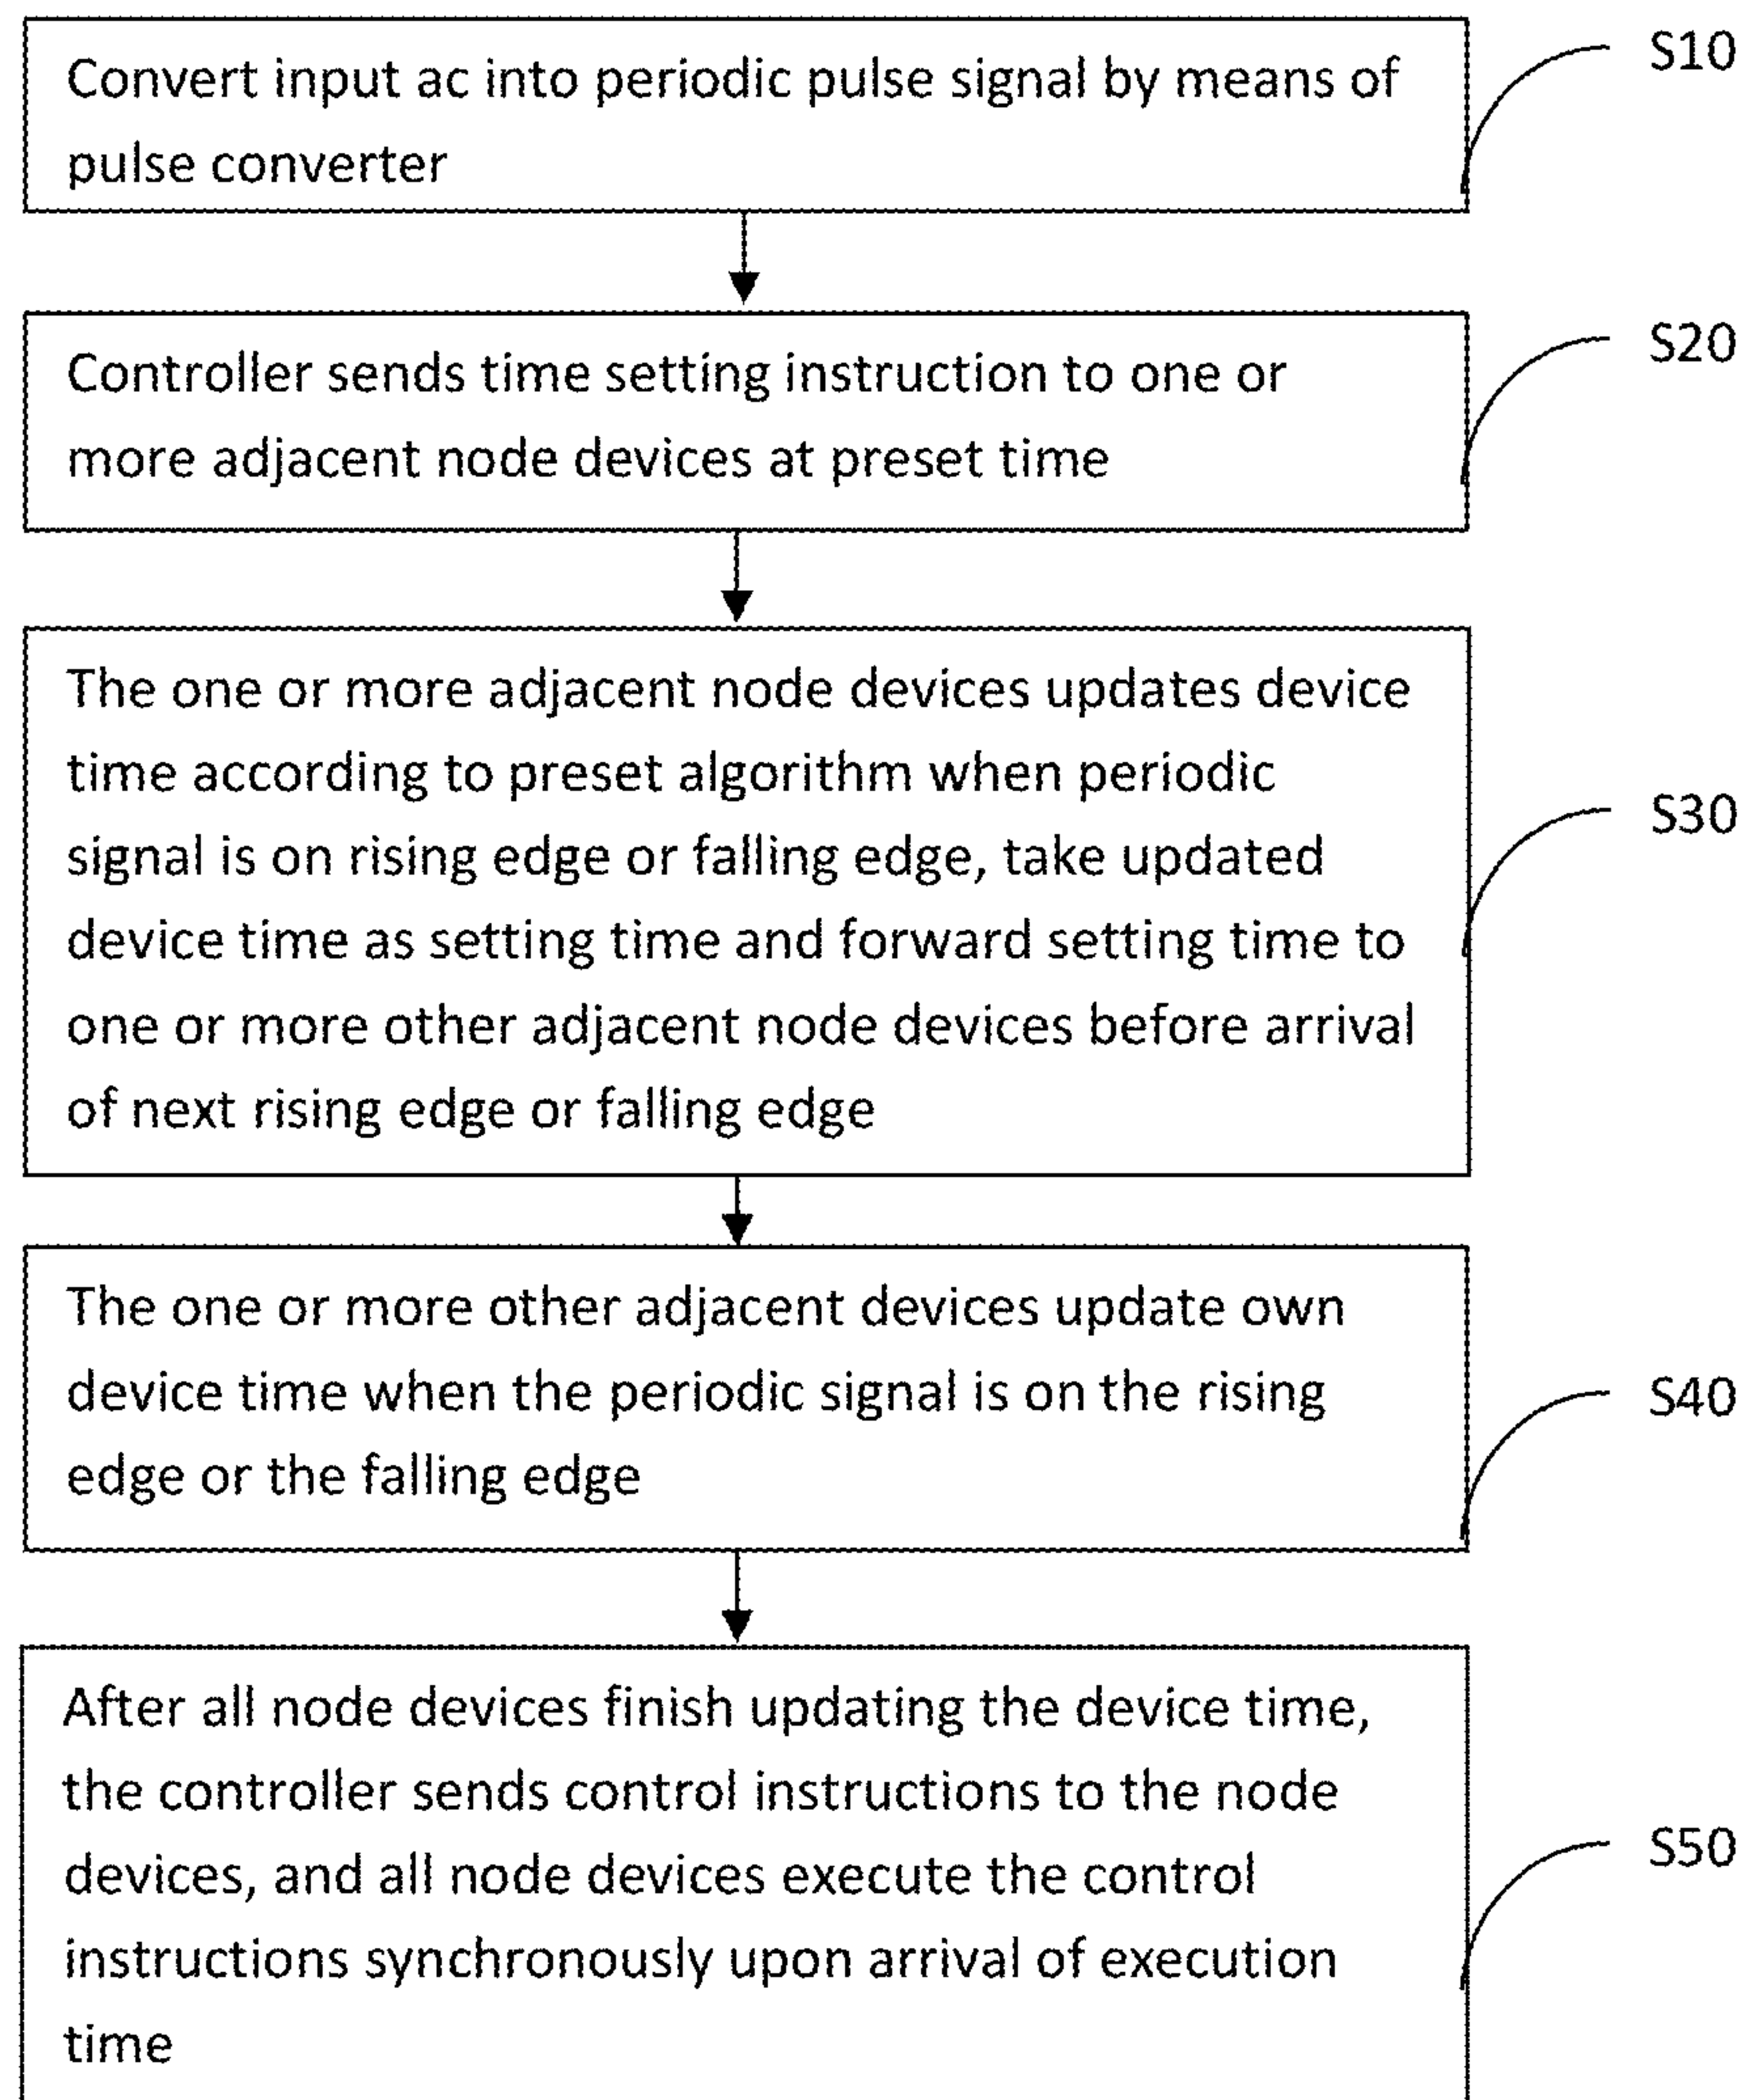 Convert input ac into periodic pulse signal by means of
pulse converter
S10
Controller sends time setting instruction to one or
more adjacent node devices at preset time
S20
The one or more adjacent node devices updates device
time according to preset algorithm when periodic
signal is on rising edge or falling edge, take updated
device time as setting time and forward setting time to
one or more other adjacent node devices before arrival
of next rising edge or falling edge
S30
The one or more other adjacent devices update own
device time when the periodic signal is on the rising
edge or the falling edge
S40
After all node devices finish updating the device time,
the controller sends control instructions to the node
devices, and all node devices execute the control
instructions synchronously upon arrival of execution
time
S50